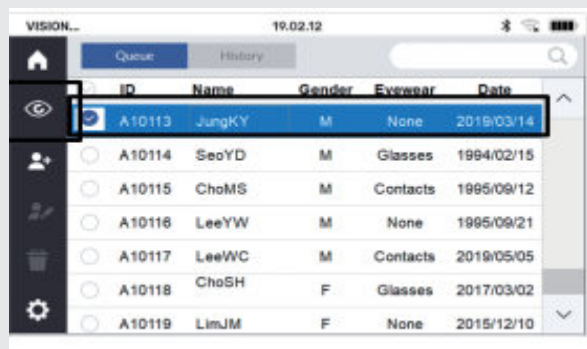 VISION... 19.02.12
Queue History
ID Name Gender Eyewear Date
A10113 JungKY M None 2019/03/14
A10114 SeoYD M Glasses 1994/02/15
A10115 ChoMS M Contacts 1995/09/12
A10116 LeeYW M None 1995/09/21
A10117 LeeWC M Contacts 2019/05/05
A10118 ChoSH F Glasses 2017/03/02
A10119 LimJM F None 2015/12/10